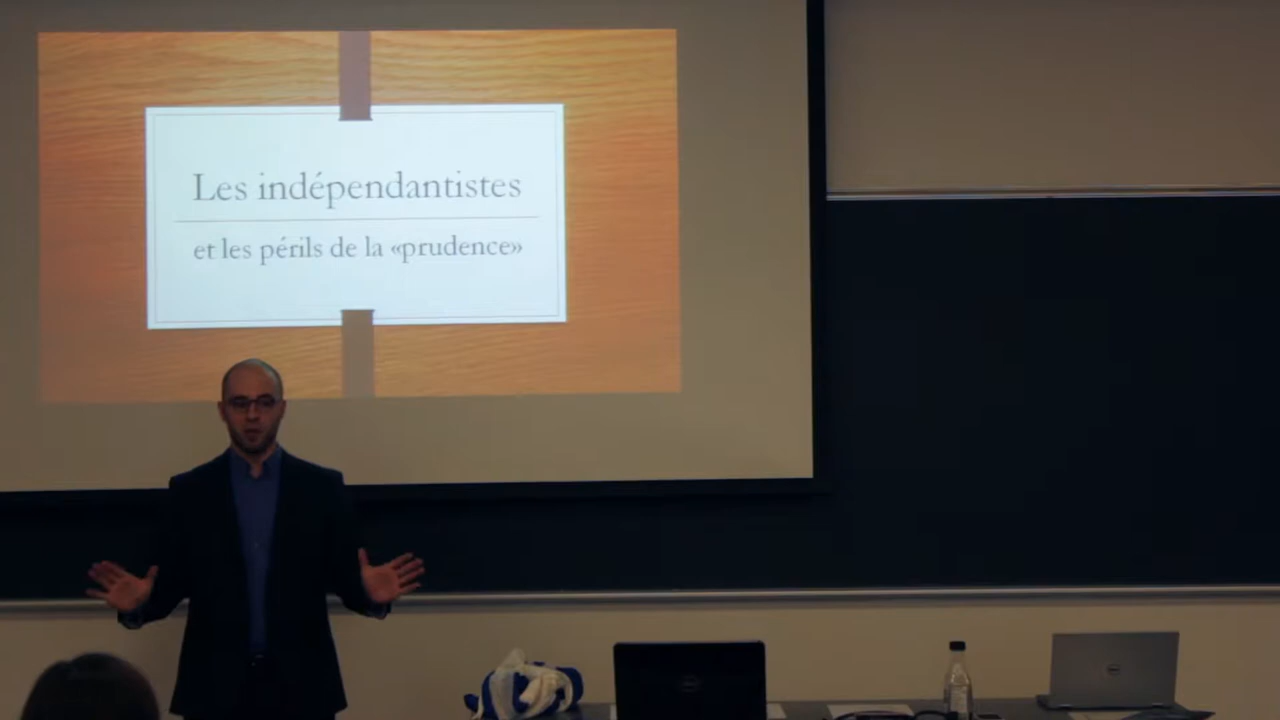 Les indépendantistes
et les périls de la «prudence»